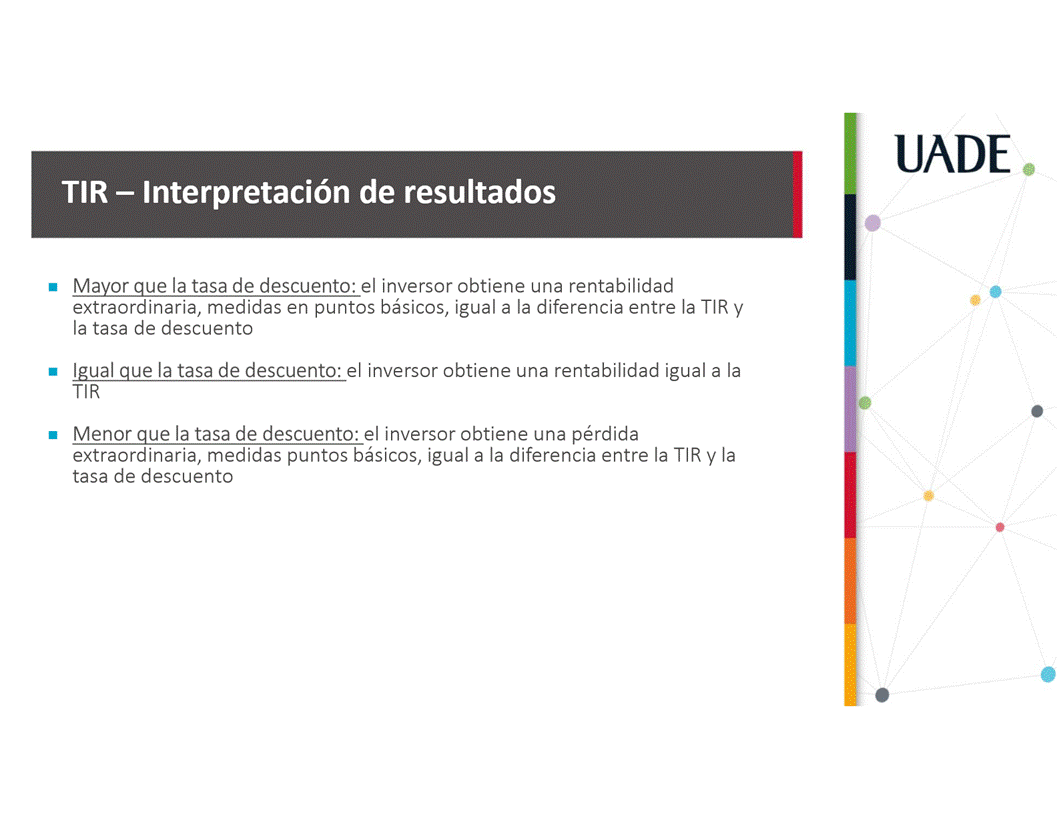 UADE
TIR – Interpretación de resultados
Mayor que la tasa de descuento: el inversor obtiene una rentabilidad
extraordinaria, medidas en puntos básicos, igual a la diferencia entre la TIR y
la tasa de descuento
Igual que la tasa de descuento: el inversor obtiene una rentabilidad igual a la
TIR
Menor que la tasa de descuento: el inversor obtiene una pérdida
extraordinaria, medidas puntos básicos, igual a la diferencia entre la TIR y la
tasa de descuento